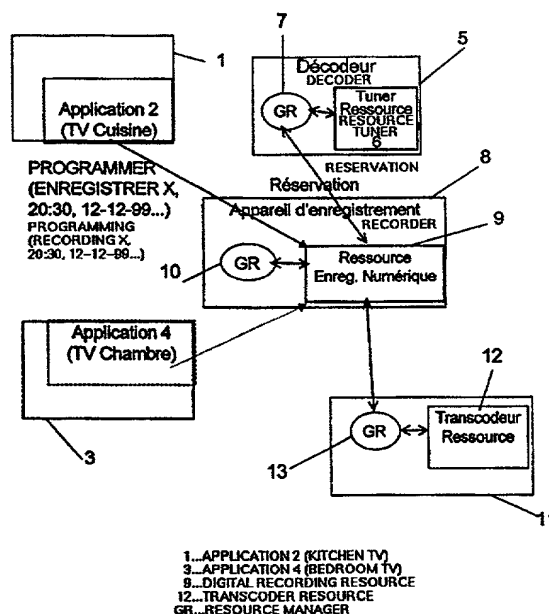 7
1
5
Décodeur
DECODER
Application 2
(TV Cuisine)
GR
Tuner
Ressource
RESOURCE
TUNER
6
RESERVATION
PROGRAMMER
(ENREGISTRER X,
20:30, 12-12-99...)
PROGRAMMING
(RECORDING X,
20:30, 12-12-99...)
Réservation
8
Appareil d'enregistrement
RECORDER
9
GR
10
Ressource
Enreg. Numérique
Application 4
(TV Chambre)
3
12
GR
13
Transcodeur
Ressource
11
1...APPLICATION 2 (KITCHEN TV)
3...APPLICATION 4 (BEDROOM TV)
9...DIGITAL RECORDING RESOURCE
12...TRANSCODER RESOURCE
GR...RESOURCE MANAGER